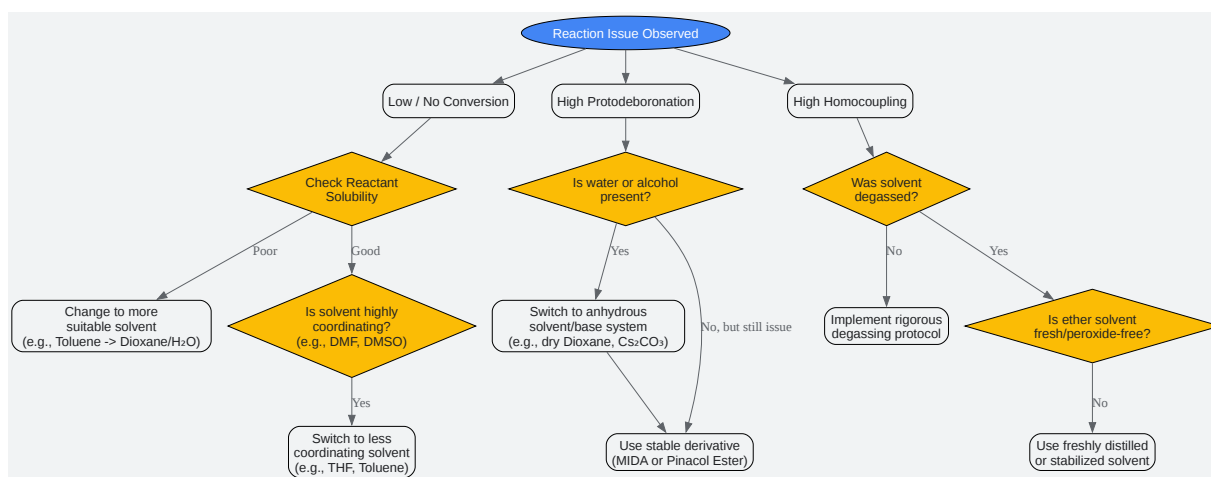 Reaction Issue Observed
Low / No Conversion
High Protodeboronation
High Homocoupling
Check Reactant
Solubility
Is water or alcohol
present?
Was solvent
degassed?
Poor
Good
Yes
No
Yes
Change to more
suitable solvent
(e.g., Toluene -> Dioxane/H₂O)
Is solvent highly
coordinating?
(e.g., DMF, DMSO)
Switch to anhydrous
solvent/base system
(e.g., dry Dioxane, Cs₂CO₃)
No, but still issue
Implement rigorous
degassing protocol
Is ether solvent
fresh/peroxide-free?
Yes
No
Switch to less
coordinating solvent
(e.g., THF, Toluene)
Use stable derivative
(MIDA or Pinacol Ester)
Use freshly distilled
or stabilized solvent